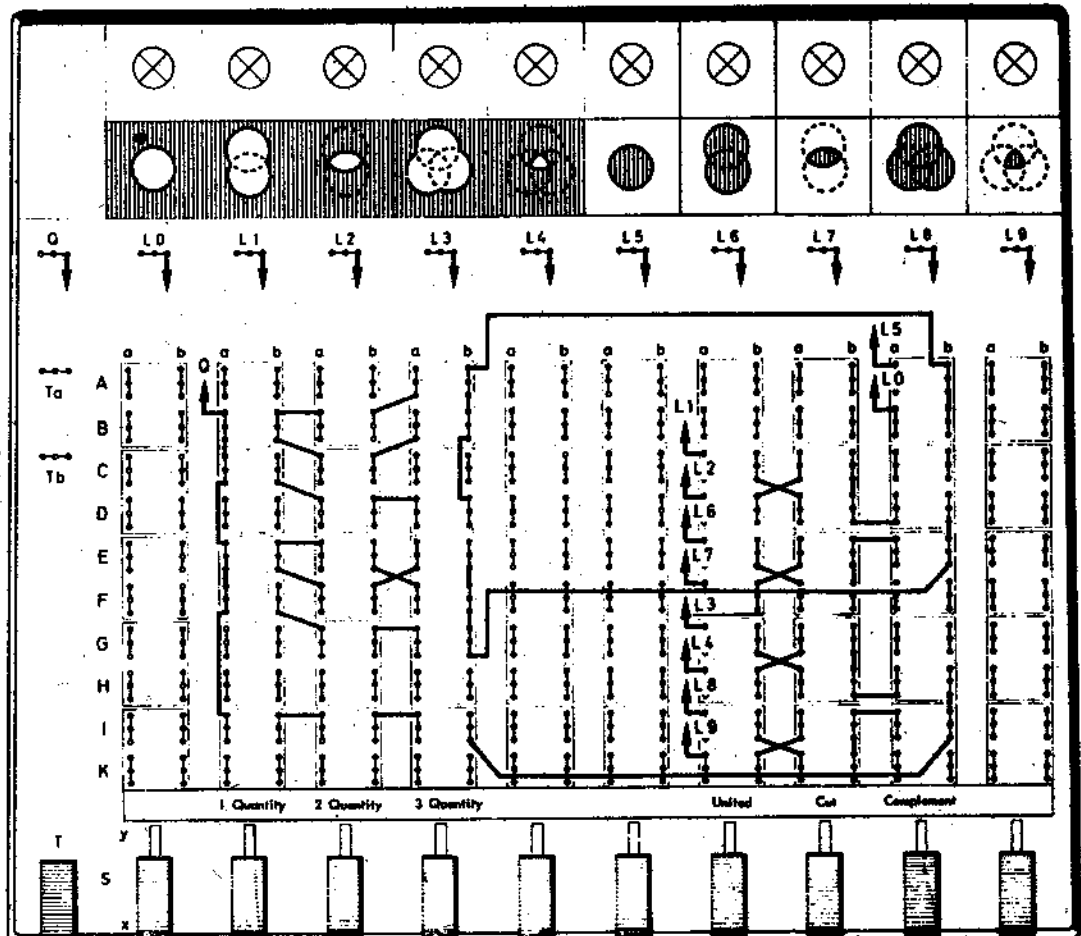 Q L0 L1 L2 L3 L4 L5 L6 L7 L8 L9
a b a b a b a b a b a b a b a b a b a b
Q
L5
L0
Ta
A
B
L1
Tb
C
L2
D
L6
E
L7
F
L3
G
L4
H
L8
I
L9
K
1 Quantity 2 Quantity 3 Quantity United Cut Complement
T
y
S
x